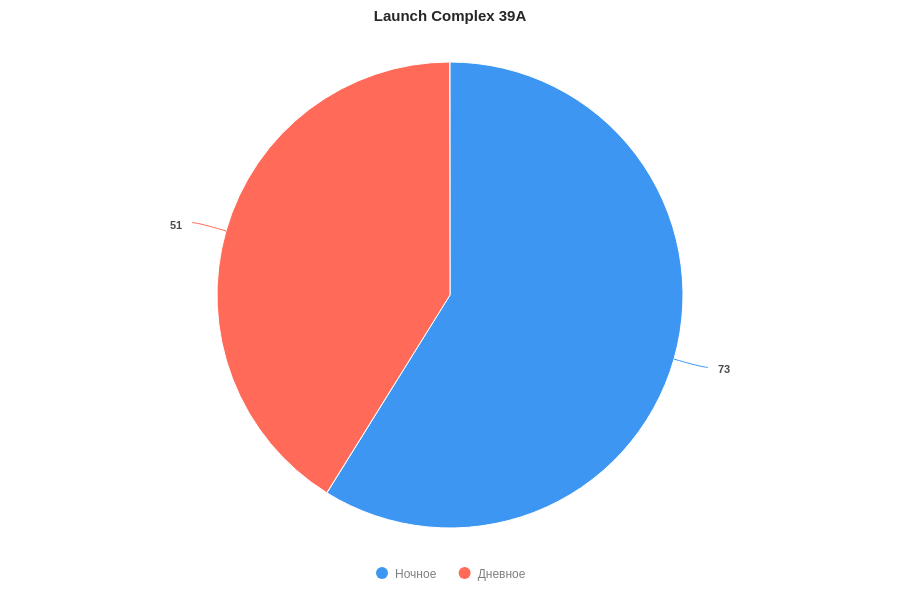 Launch Complex 39A
51
73
Ночное
Дневное